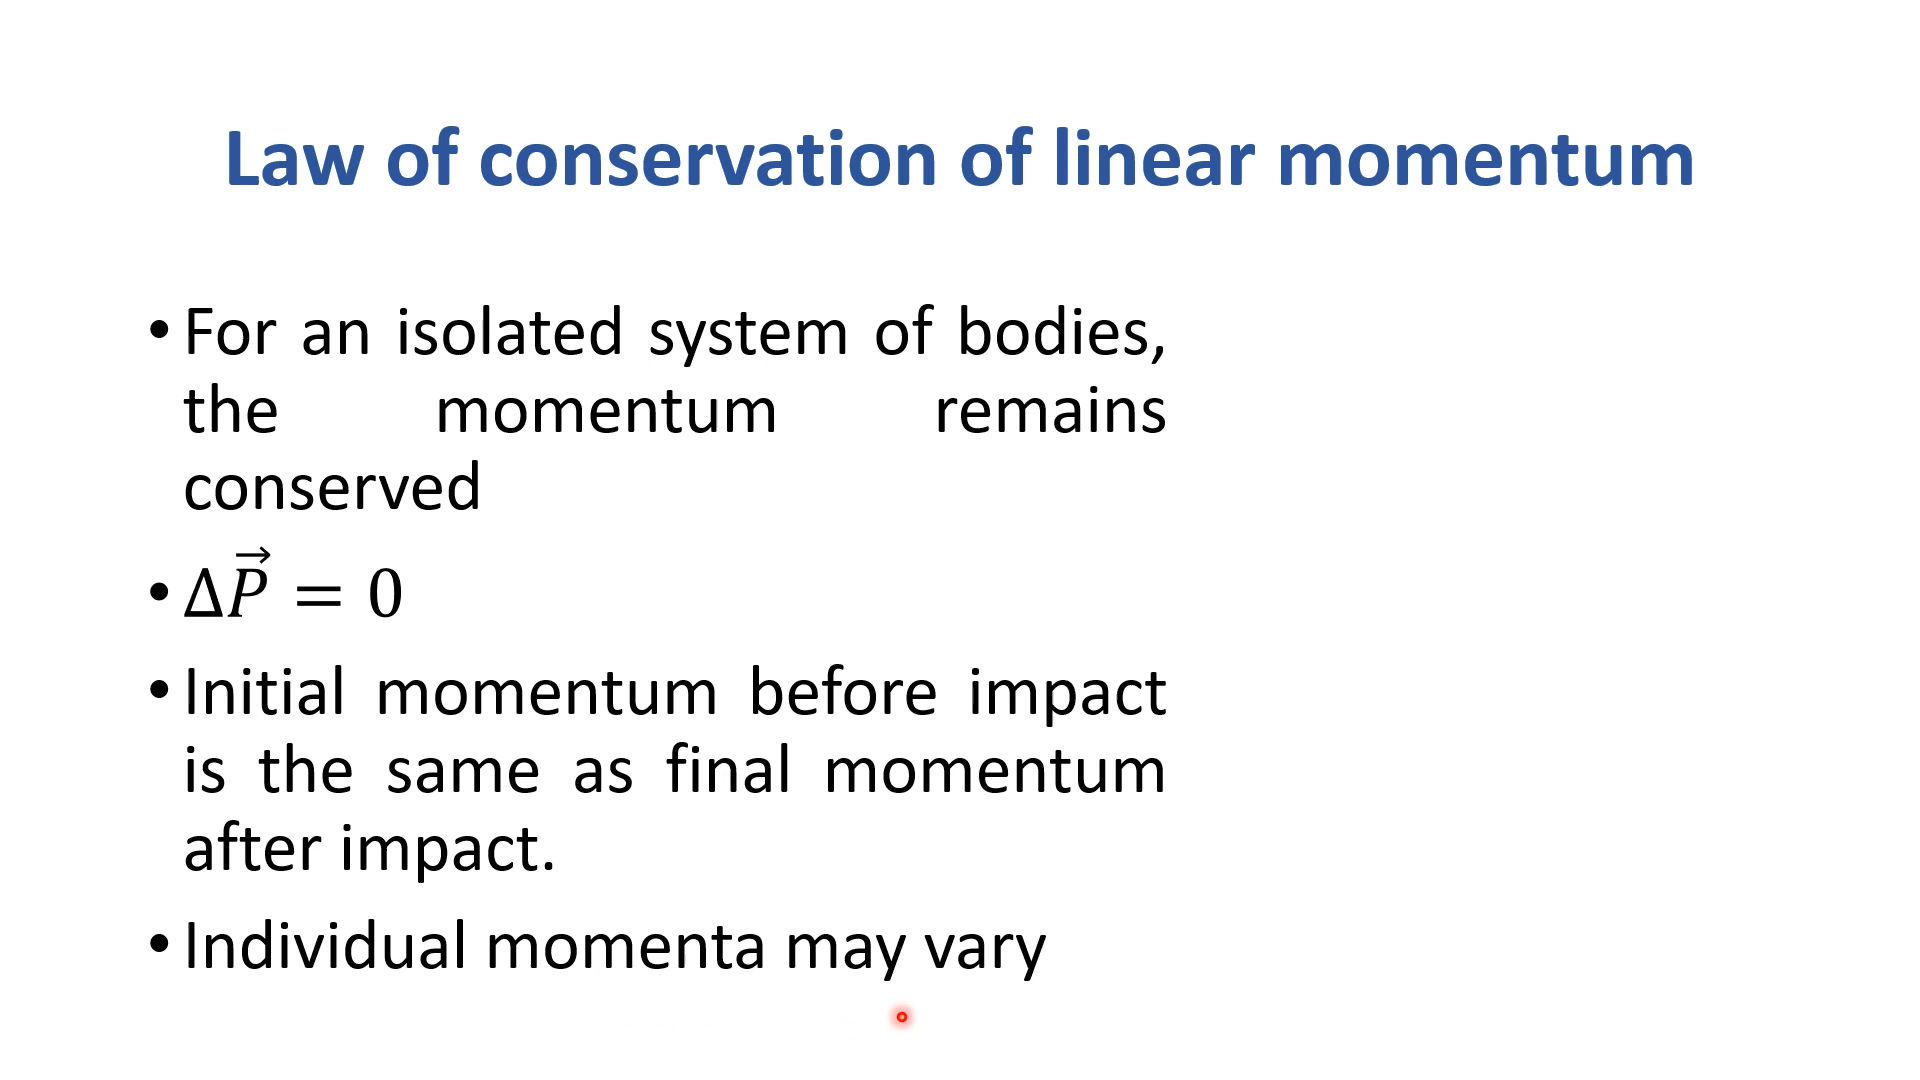 Law of conservation of linear momentum
• For an isolated system of bodies,
the momentum remains
conserved
• Δ𝑃⃗ = 0
• Initial momentum before impact
is the same as final momentum
after impact.
• Individual momenta may vary